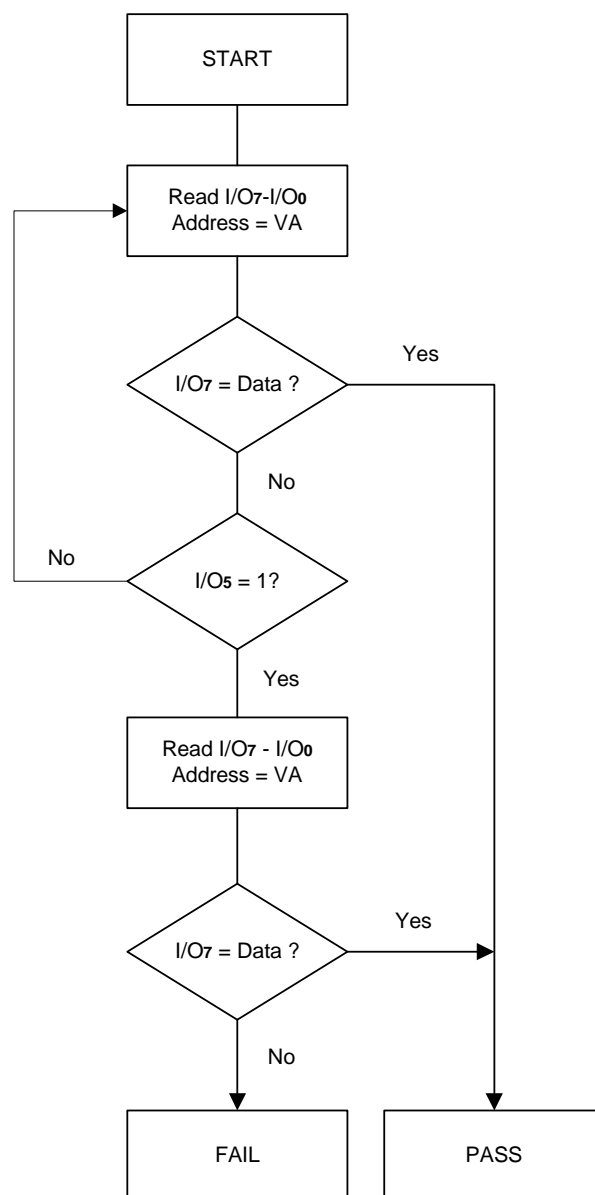 START
Read I/O7-I/O0
Address = VA
I/O7 = Data ?
Yes
No
No
I/O5 = 1?
Yes
Read I/O7 - I/O0
Address = VA
I/O7 = Data ?
Yes
No
FAIL
PASS